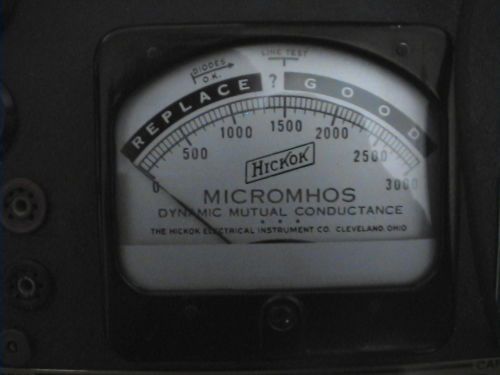 LINE TEST
DIODES
O.K.
REPLACE ? GOOD
0 500 1000 1500 2000 2500 3000
HICKOK
MICROMHOS
DYNAMIC MUTUAL CONDUCTANCE
THE HICKOK ELECTRICAL INSTRUMENT CO. CLEVELAND, OHIO